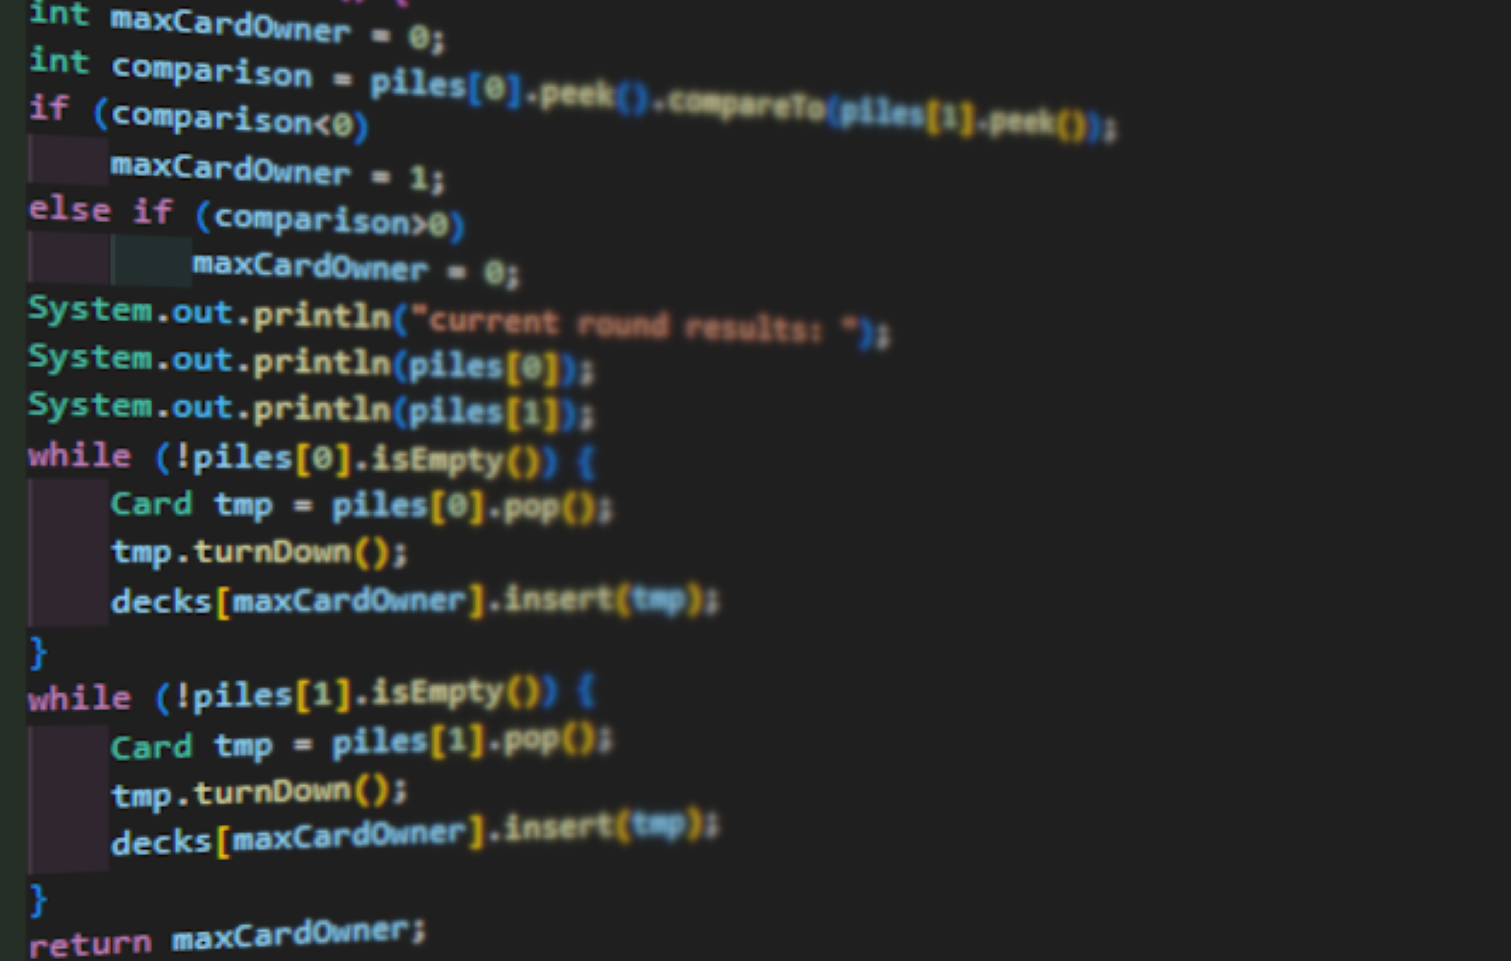 int maxCardOwner = 0;
int comparison = piles[0].peek().compareTo(piles[1].peek());
if (comparison<0)
maxCardOwner = 1;
else if (comparison>0)
maxCardOwner = 0;
System.out.println("current round results: ");
System.out.println(piles[0]);
System.out.println(piles[1]);
while (!piles[0].isEmpty()) {
Card tmp = piles[0].pop();
tmp.turnDown();
decks[maxCardOwner].insert(tmp);
}
while (!piles[1].isEmpty()) {
Card tmp = piles[1].pop();
tmp.turnDown();
decks[maxCardOwner].insert(tmp);
}
return maxCardOwner;